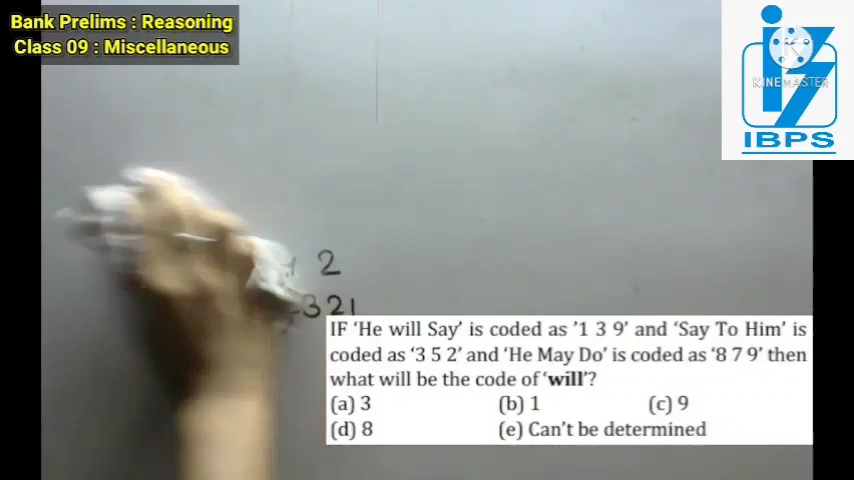 Bank Prelims : Reasoning
Class 09 : Miscellaneous
KINEMASTER
IBPS
2
321
IF 'He will Say' is coded as '1 3 9' and 'Say To Him' is
coded as '3 5 2' and 'He May Do' is coded as '8 7 9' then
what will be the code of 'will'?
(a) 3 (b) 1 (c) 9
(d) 8 (e) Can't be determined